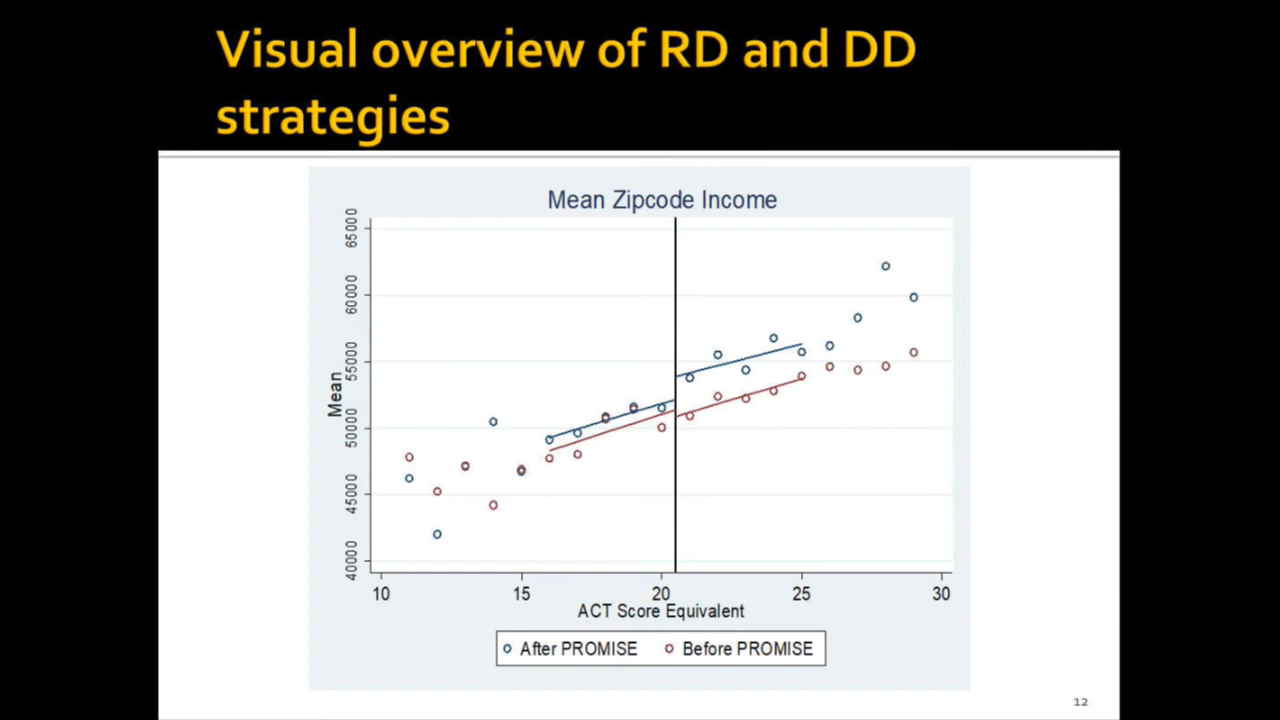 Visual overview of RD and DD
strategies
Mean Zipcode Income
Mean
65000
60000
55000
50000
45000
40000
10 15 20 25 30
ACT Score Equivalent
After PROMISE Before PROMISE
12